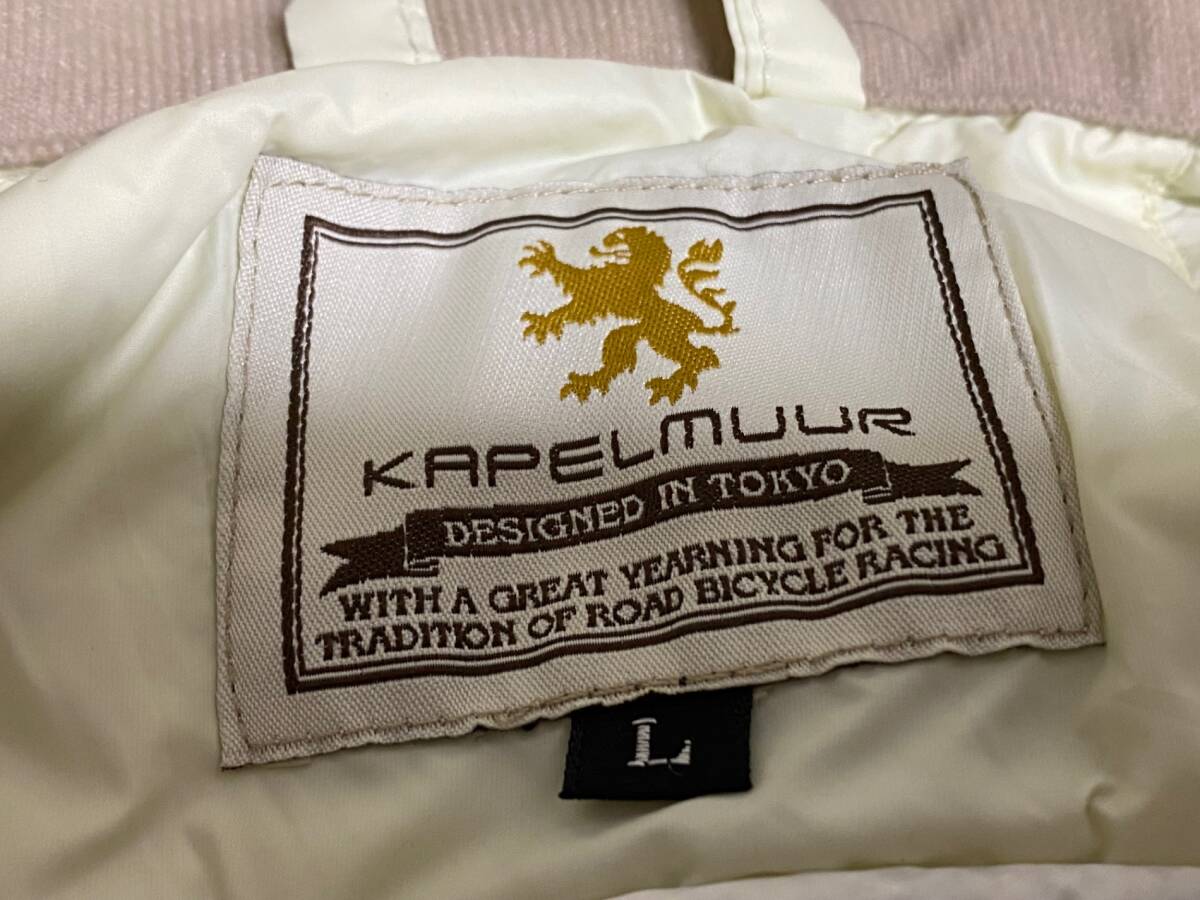 KAPELMUUR
DESIGNED IN TOKYO
WITH A GREAT YEARNING FOR THE
TRADITION OF ROAD BICYCLE RACING
L